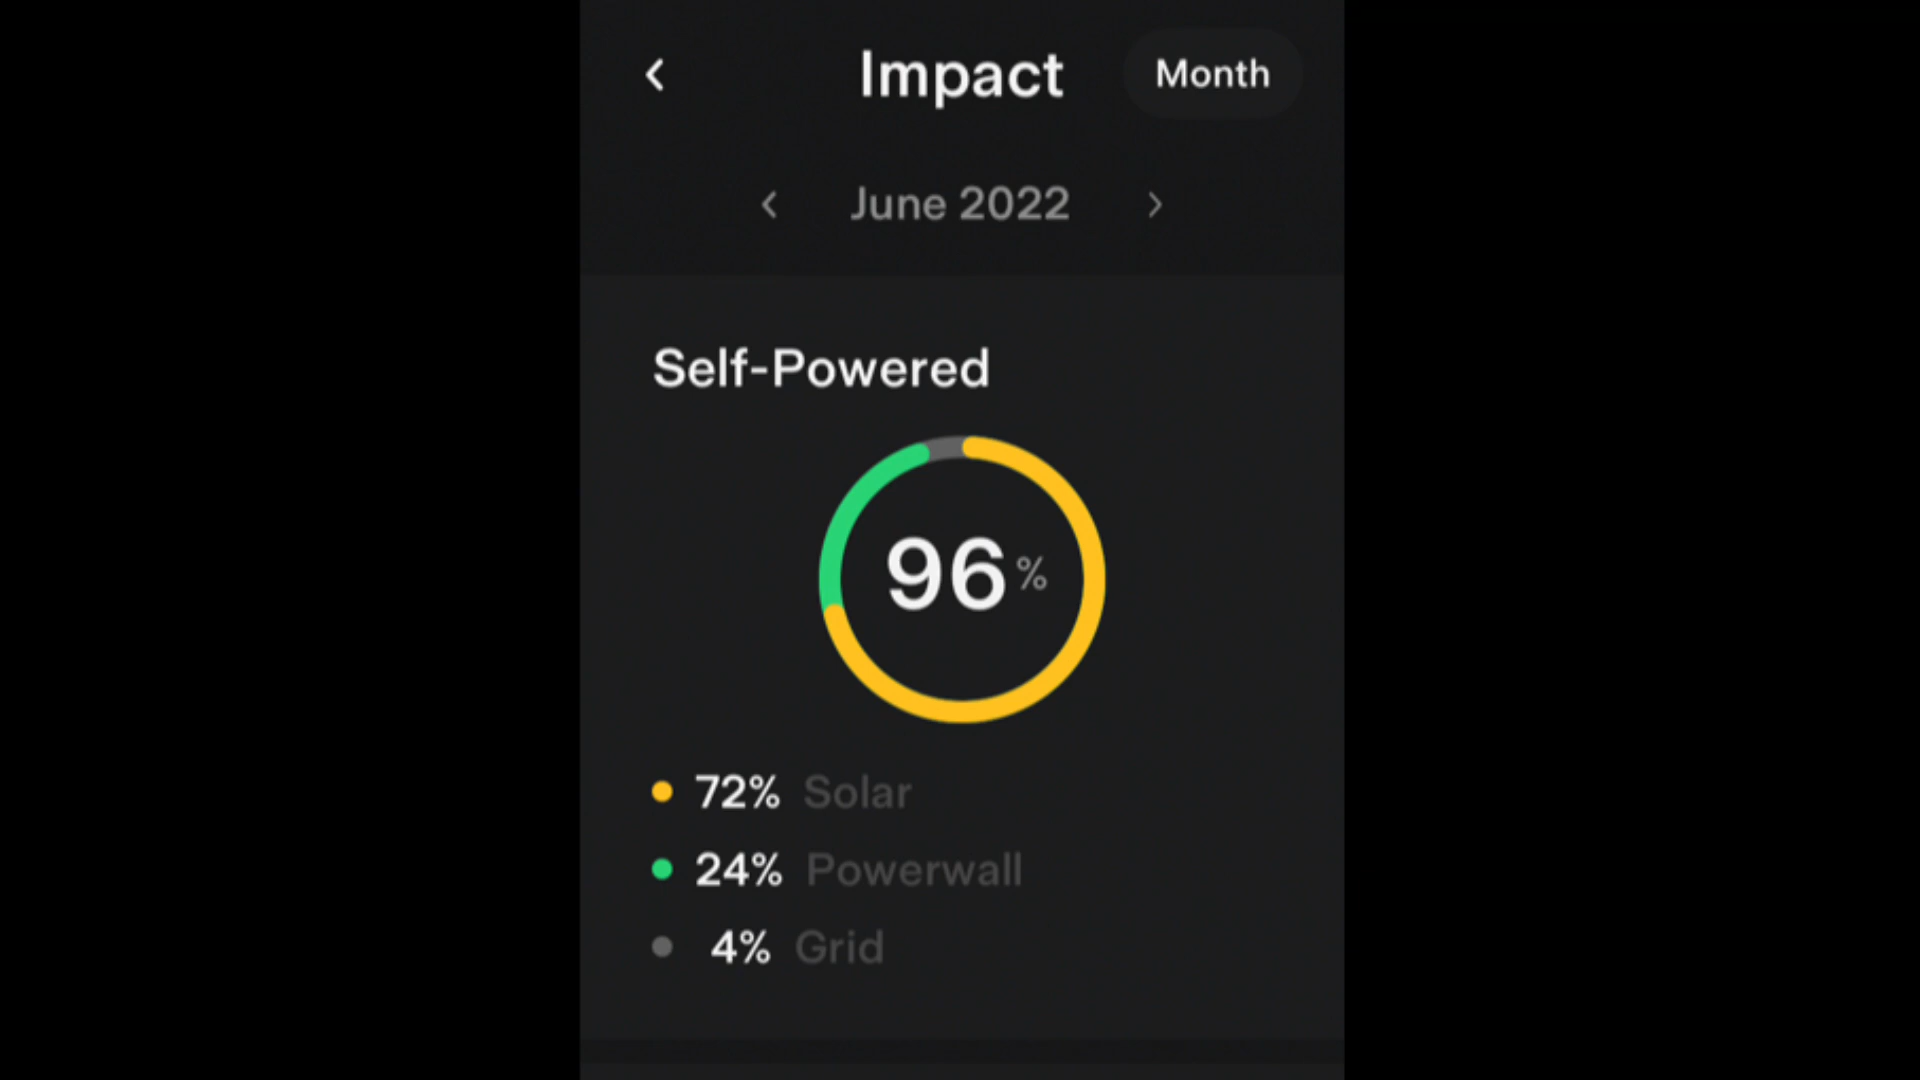 Impact
Month
June 2022
Self-Powered
96%
72% Solar
24% Powerwall
4% Grid